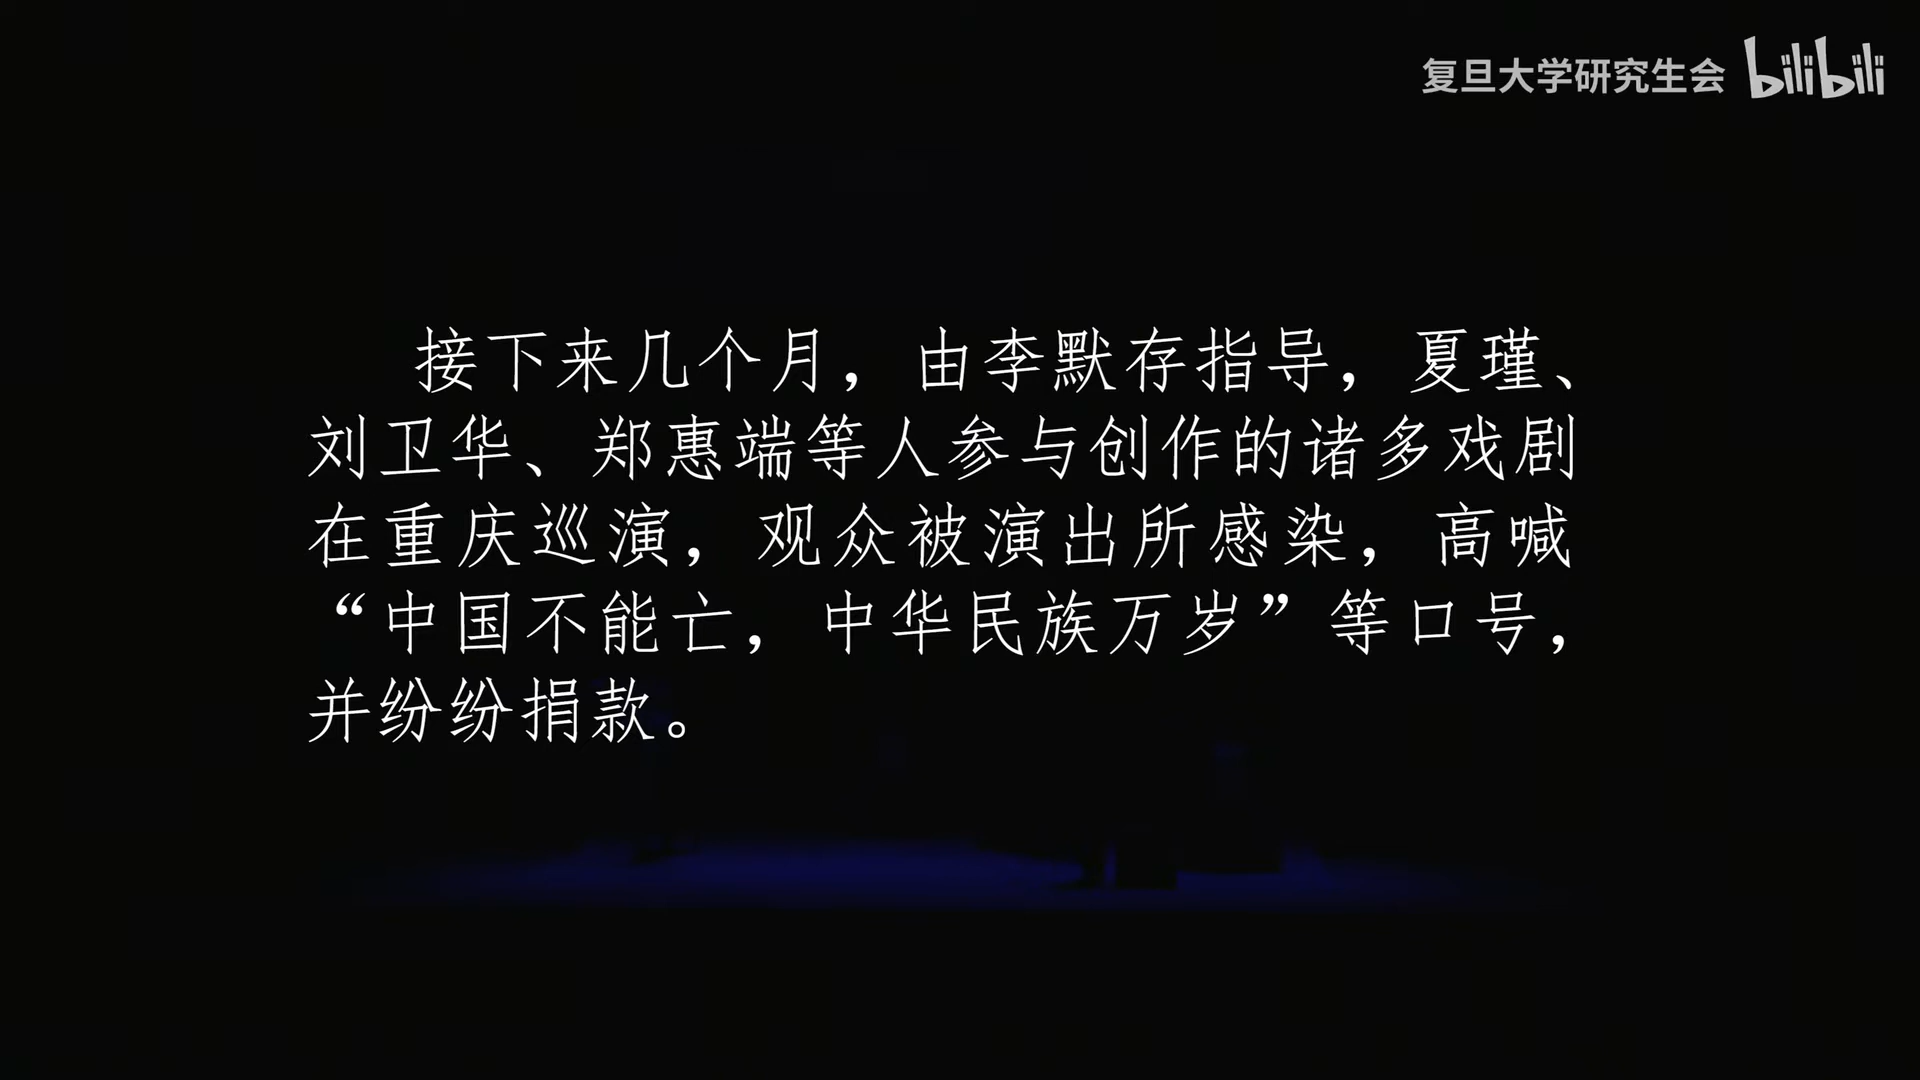 复旦大学研究生会 bilibili
接下来几个月，由李默存指导，夏瑾、
刘卫华、郑惠端等人参与创作的诸多戏剧
在重庆巡演，观众被演出所感染，高喊
“中国不能亡，中华民族万岁”等口号，
并纷纷捐款。